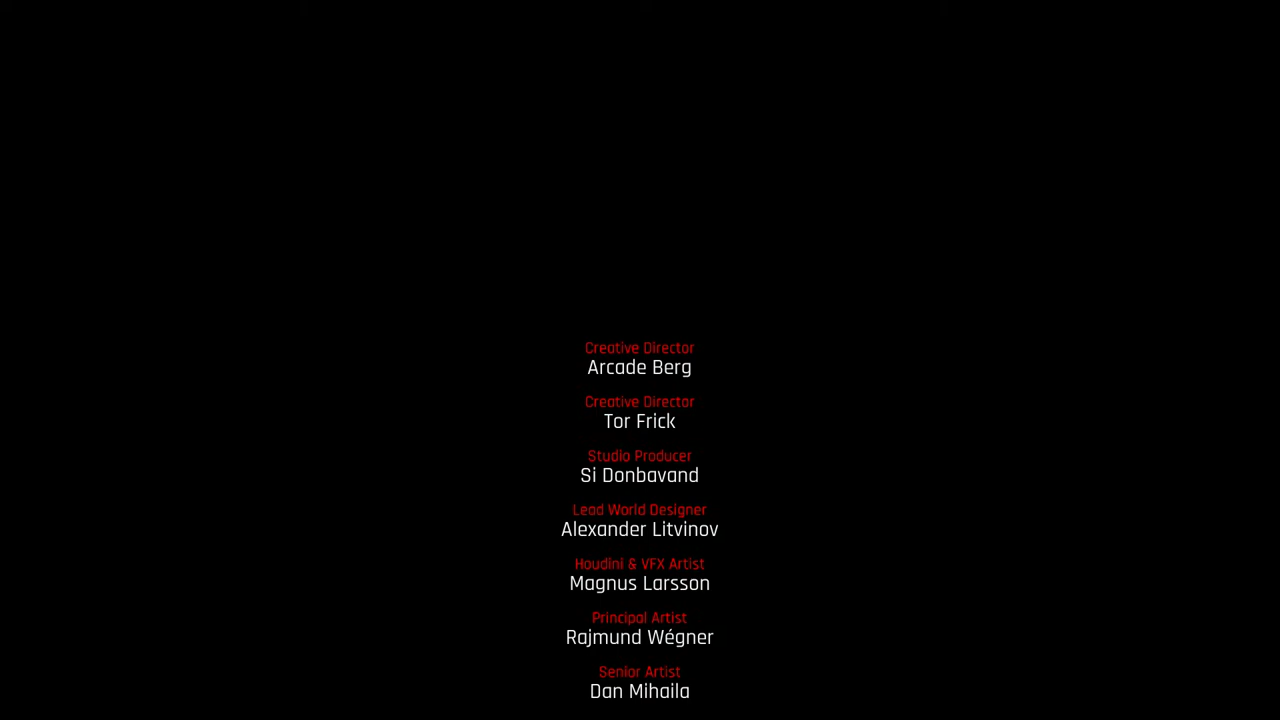 Creative Director
Arcade Berg
Creative Director
Tor Frick
Studio Producer
Si Donbavand
Lead World Designer
Alexander Litvinov
Houdini & VFX Artist
Magnus Larsson
Principal Artist
Rajmund Wégner
Senior Artist
Dan Mihaila